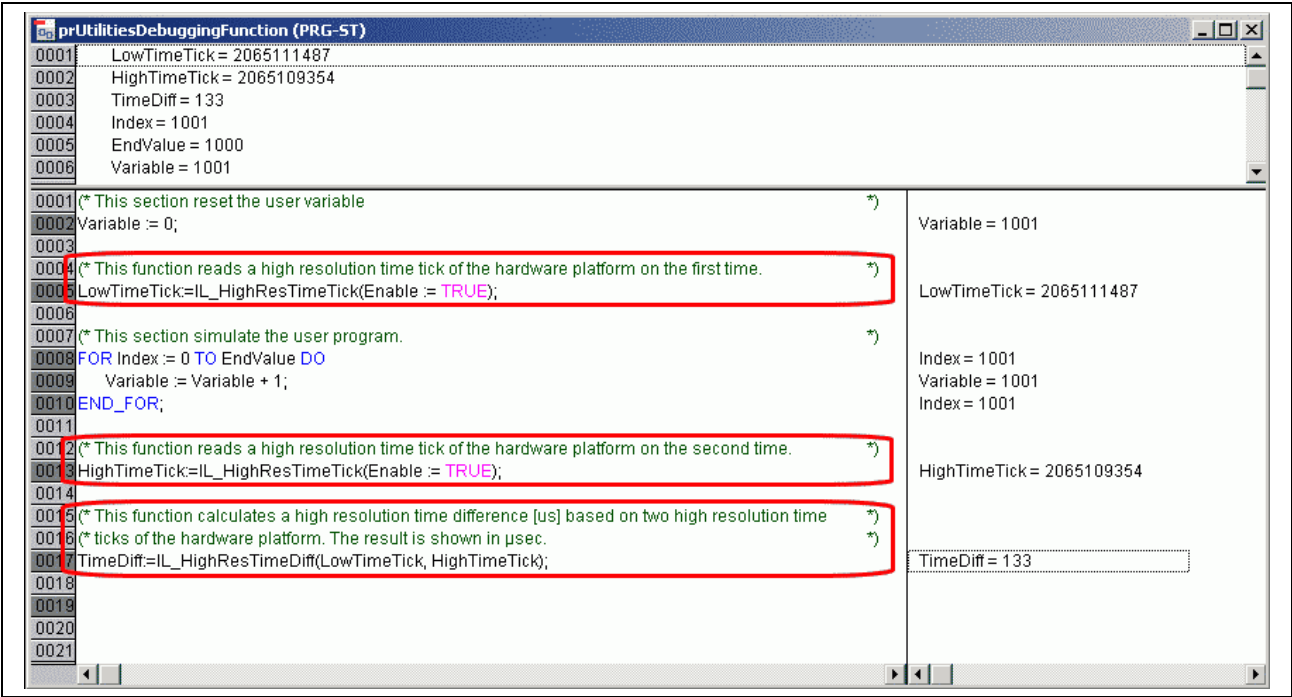 prUtilitiesDebuggingFunction (PRG-ST)
0001 LowTimeTick = 2065111487
0002 HighTimeTick = 2065109354
0003 TimeDiff = 133
0004 Index = 1001
0005 EndValue = 1000
0006 Variable = 1001
0001 (* This section reset the user variable *)
0002 Variable := 0; Variable = 1001
0003
0004 (* This function reads a high resolution time tick of the hardware platform on the first time. *)
0005 LowTimeTick:=IL_HighResTimeTick(Enable := TRUE); LowTimeTick = 2065111487
0006
0007 (* This section simulate the user program. *)
0008 FOR Index := 0 TO EndValue DO Index = 1001
0009 Variable := Variable + 1; Variable = 1001
0010 END_FOR; Index = 1001
0011
0012 (* This function reads a high resolution time tick of the hardware platform on the second time. *)
0013 HighTimeTick:=IL_HighResTimeTick(Enable := TRUE); HighTimeTick = 2065109354
0014
0015 (* This function calculates a high resolution time difference [us] based on two high resolution time *)
0016 (* ticks of the hardware platform. The result is shown in µsec. *)
0017 TimeDiff:=IL_HighResTimeDiff(LowTimeTick, HighTimeTick); TimeDiff = 133
0018
0019
0020
0021